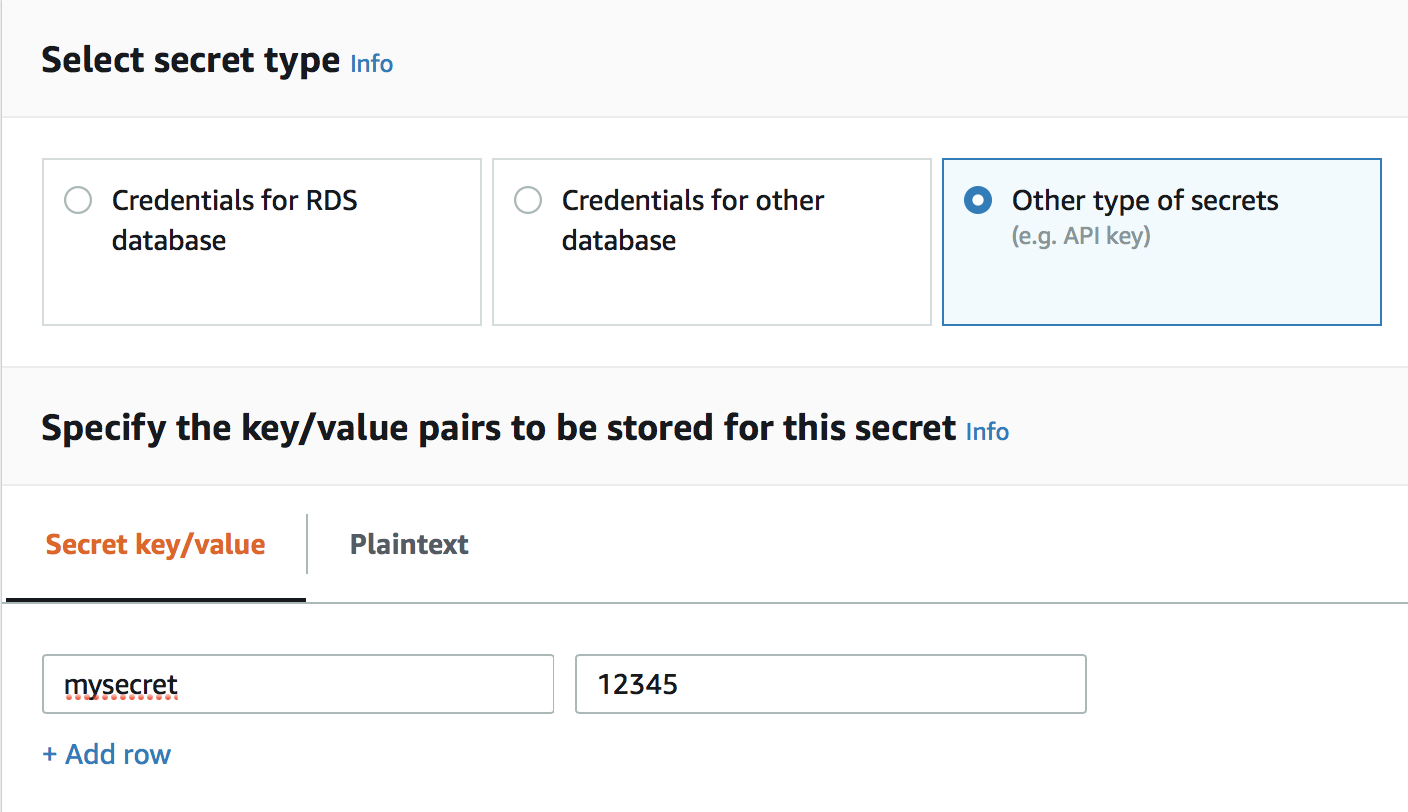 Select secret type Info
Credentials for RDS
database
Credentials for other
database
Other type of secrets
(e.g. API key)
Specify the key/value pairs to be stored for this secret Info
Secret key/value
Plaintext
mysecret
12345
+ Add row